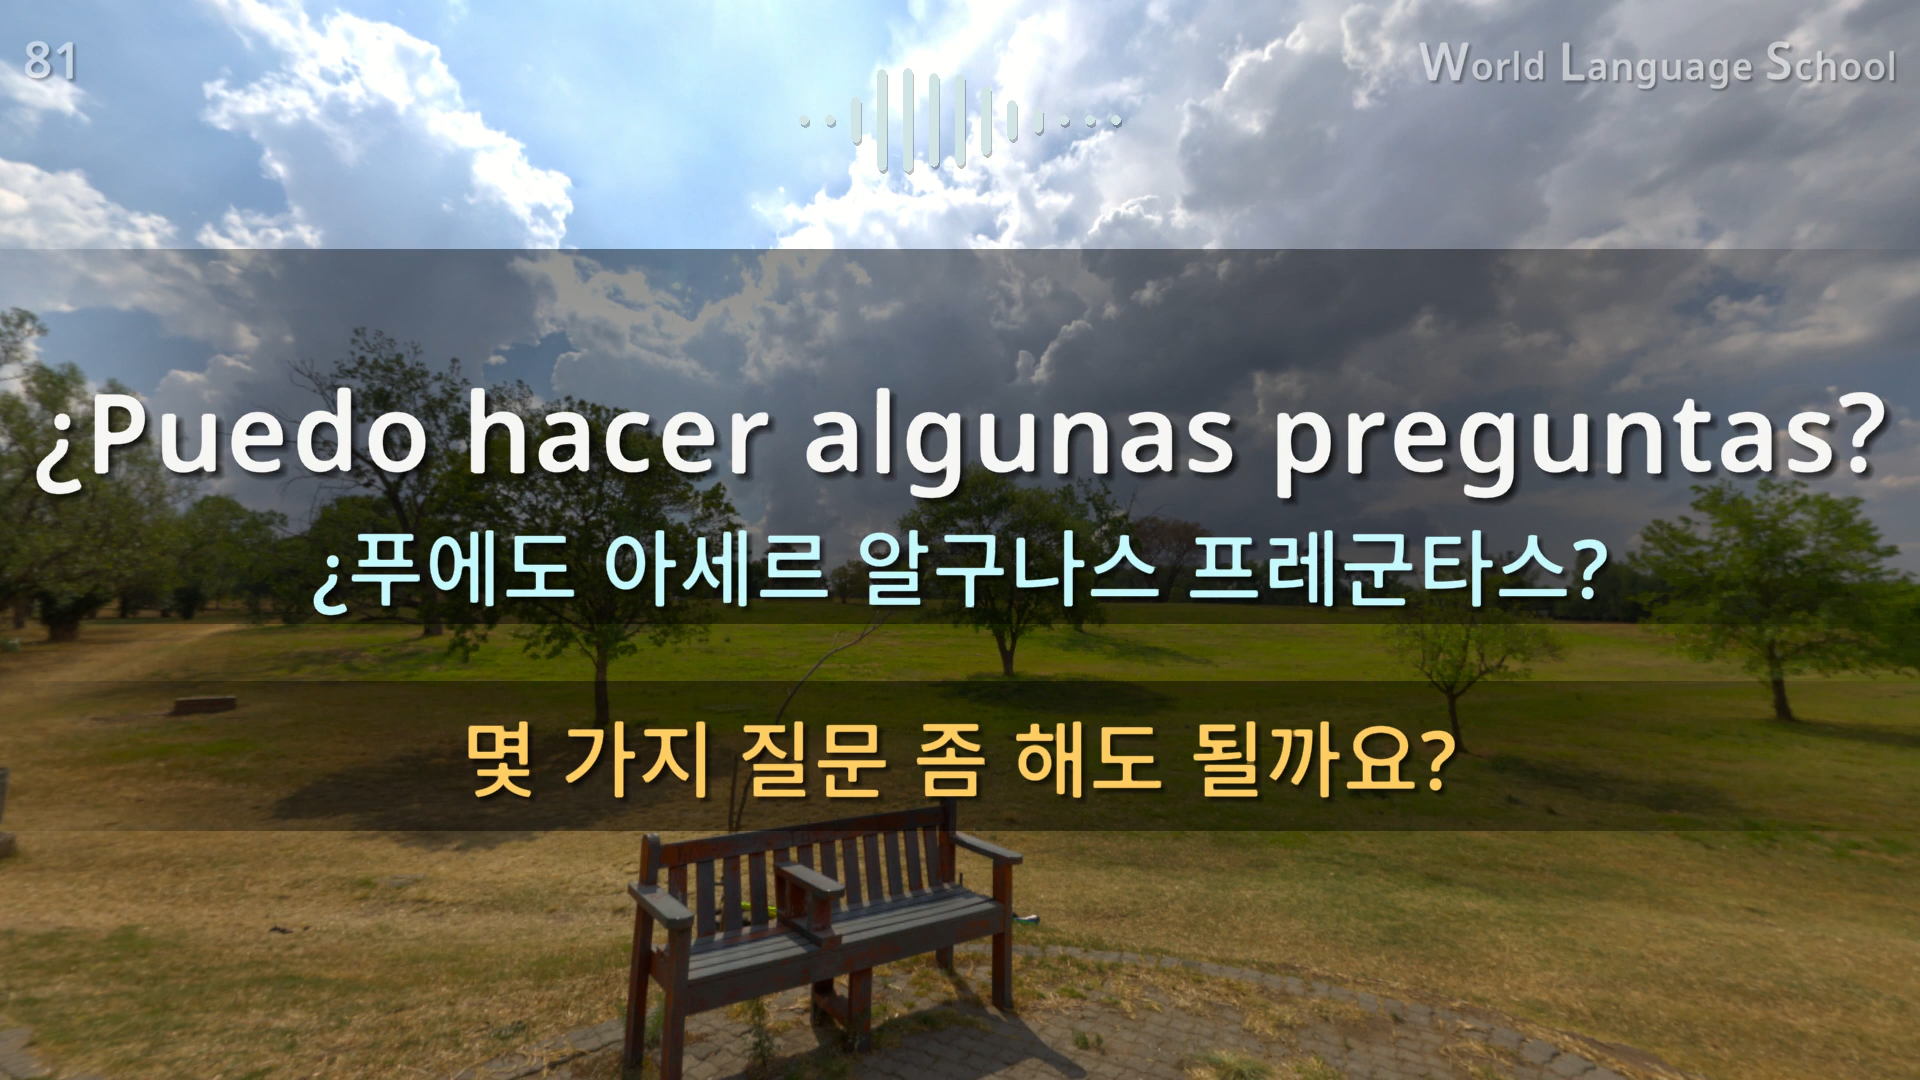 81
World Language School
¿Puedo hacer algunas preguntas?
¿푸에도 아세르 알구나스 프레군타스?
몇 가지 질문 좀 해도 될까요?